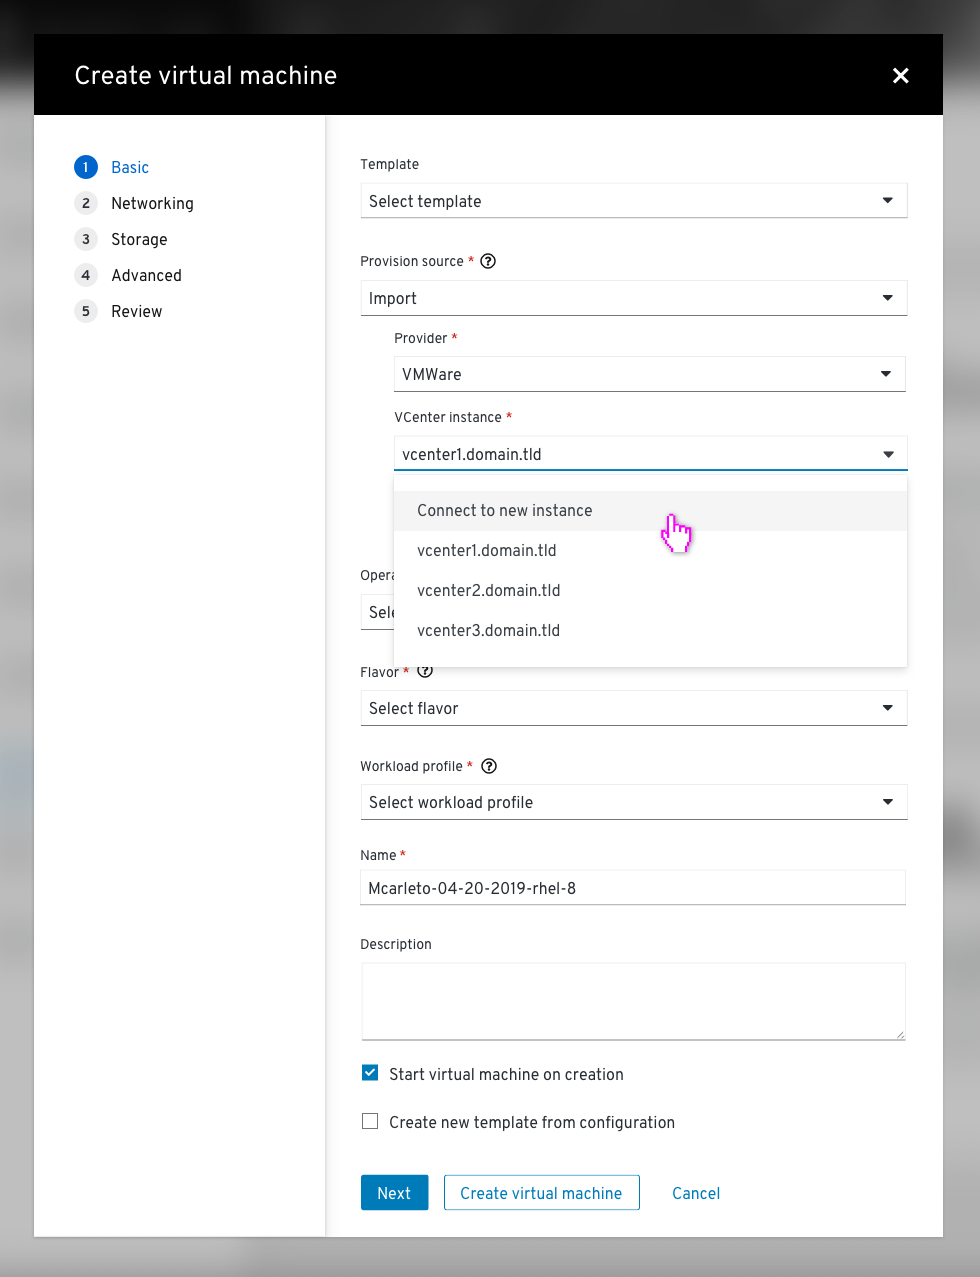 Create virtual machine
1 Basic
2 Networking
3 Storage
4 Advanced
5 Review
Template
Select template
Provision source * ?
Import
Provider *
VMWare
VCenter instance *
vcenter1.domain.tld
Connect to new instance
vcenter1.domain.tld
vcenter2.domain.tld
vcenter3.domain.tld
Flavor * ?
Select flavor
Workload profile * ?
Select workload profile
Name *
Mcarleto-04-20-2019-rhel-8
Description
Start virtual machine on creation
Create new template from configuration
Next Create virtual machine Cancel